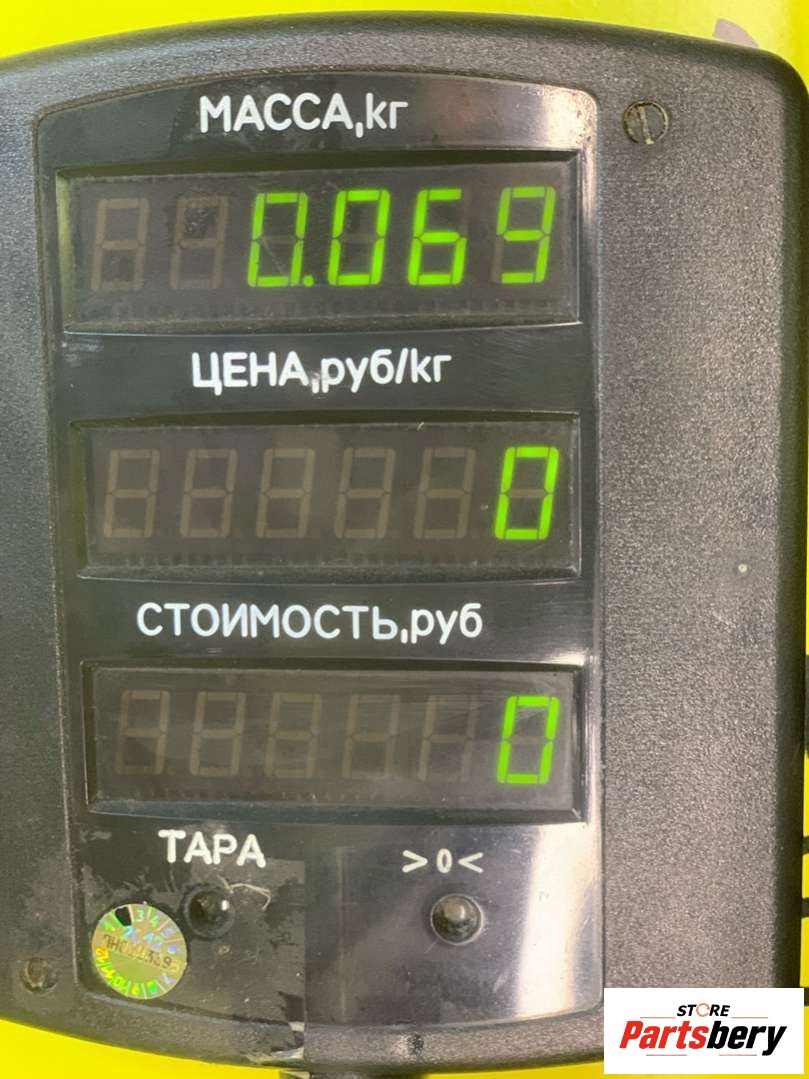 МАССА,кг
0.069
ЦЕНА,руб/кг
0
СТОИМОСТЬ,руб
0
ТАРА
>0<
STORE
Partsbery